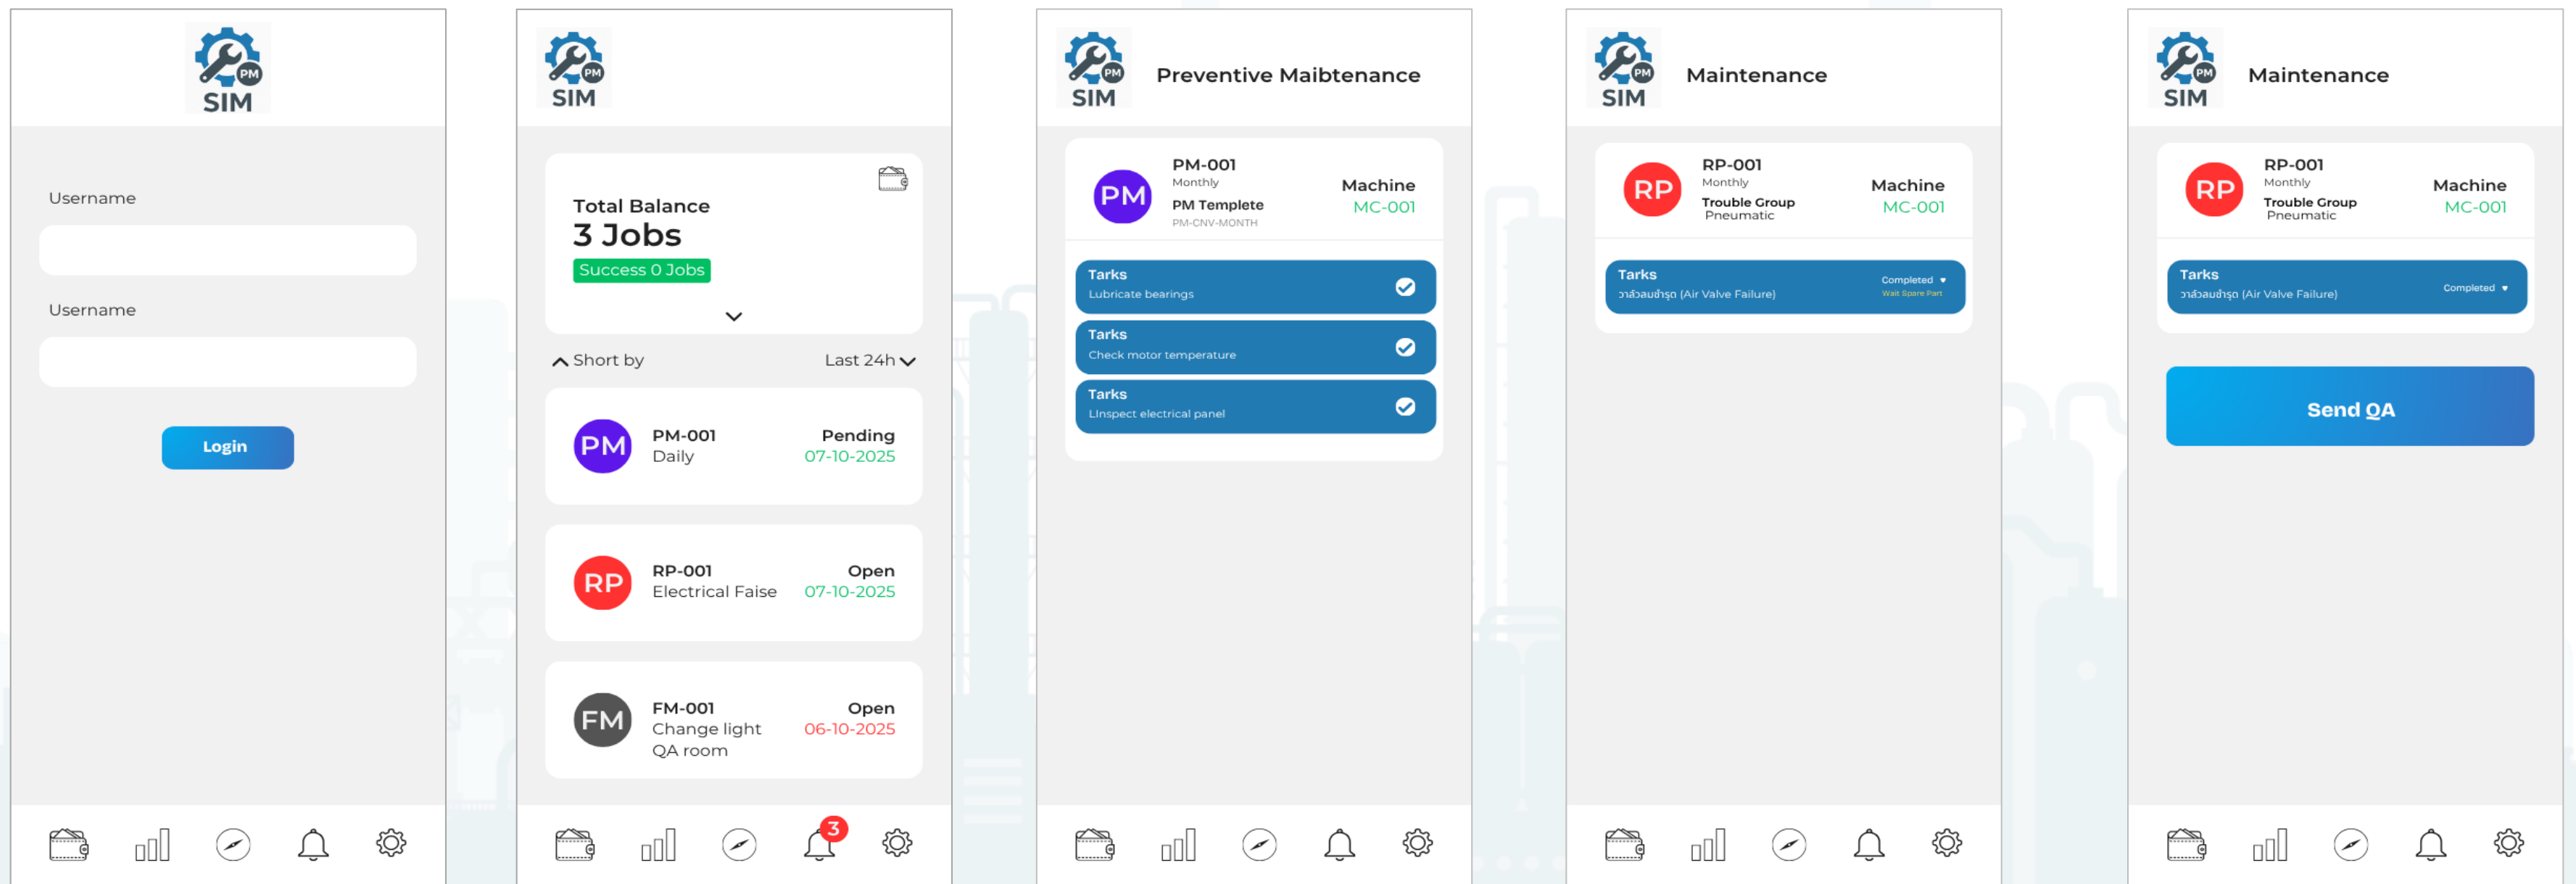 PM
SIM
Username
Username
Login
PM
SIM
Total Balance
3 Jobs
Success 0 Jobs
Short by
Last 24h
PM
PM-001
Daily
Pending
07-10-2025
RP
RP-001
Electrical Faise
Open
07-10-2025
FM
FM-001
Change light
QA room
Open
06-10-2025
3
PM
SIM
Preventive Maibtenance
PM
PM-001
Monthly
PM Templete
PM-CNV-MONTH
Machine
MC-001
Tarks
Lubricate bearings
Tarks
Check motor temperature
Tarks
LInspect electrical panel
PM
SIM
Maintenance
RP
RP-001
Monthly
Trouble Group
Pneumatic
Machine
MC-001
Tarks
วาล์วลมชำรุด (Air Valve Failure)
Completed
Wait Spare Part
PM
SIM
Maintenance
RP
RP-001
Monthly
Trouble Group
Pneumatic
Machine
MC-001
Tarks
วาล์วลมชำรุด (Air Valve Failure)
Completed
Send QA